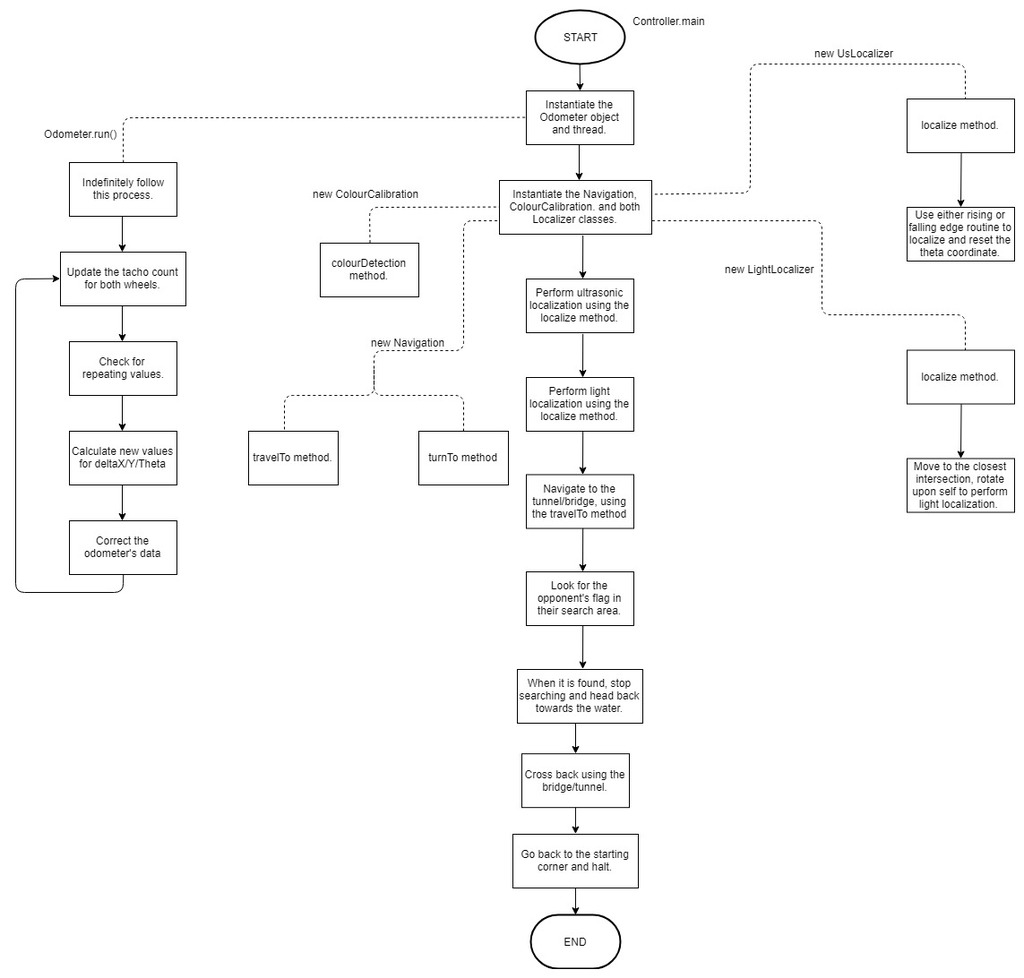 Controller.main
START
new UsLocalizer
Instantiate the
Odometer object
and thread.
localize method.
Odometer.run()
Indefinitely follow
this process.
new ColourCalibration
Instantiate the Navigation,
ColourCalibration. and both
Localizer classes.
Use either rising or
falling edge routine to
localize and reset the
theta coordinate.
colourDetection
method.
Update the tacho count
for both wheels.
new LightLocalizer
Perform ultrasonic
localization using the
localize method.
new Navigation
Check for
repeating values.
Perform light
localization using the
localize method.
localize method.
Calculate new values
for deltaX/Y/Theta
travelTo method.
turnTo method
Navigate to the
tunnel/bridge, using
the travelTo method
Move to the closest
intersection, rotate
upon self to perform
light localization.
Correct the
odometer's data
Look for the
opponent's flag in
their search area.
When it is found, stop
searching and head back
towards the water.
Cross back using the
bridge/tunnel.
Go back to the starting
corner and halt.
END